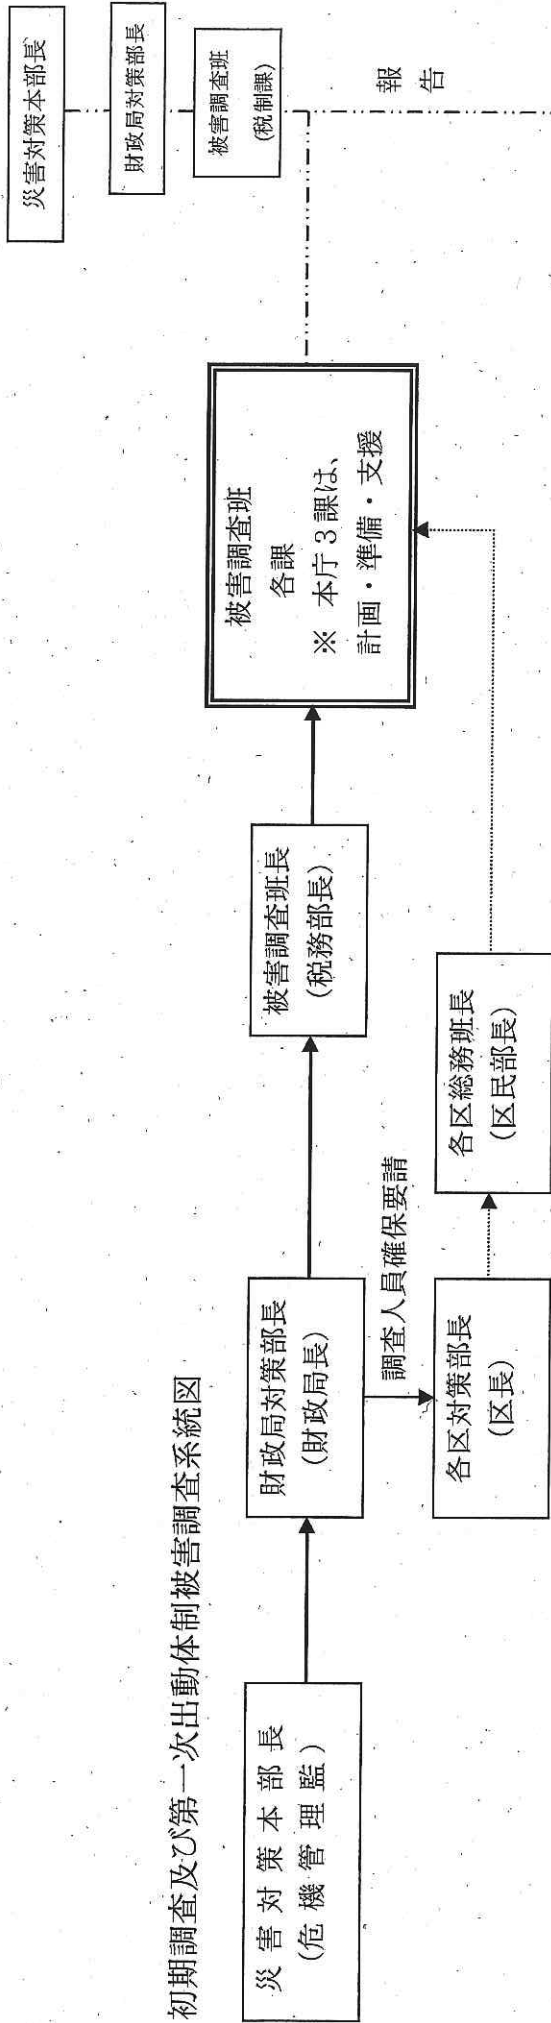 初期調査及び第一次出動体制被害調査系統図
災害対策本部長
(危機管理監)
財政局対策部長
(財政局長)
調査人員確保要請
各区対策部長
(区長)
被害調査班長
(税務部長)
各区総務班長
(区民部長)
被害調査班
各課
※ 本庁３課は、
計画・準備・支援
災害対策本部長
財政局対策部長
被害調査班
(税制課)
報告